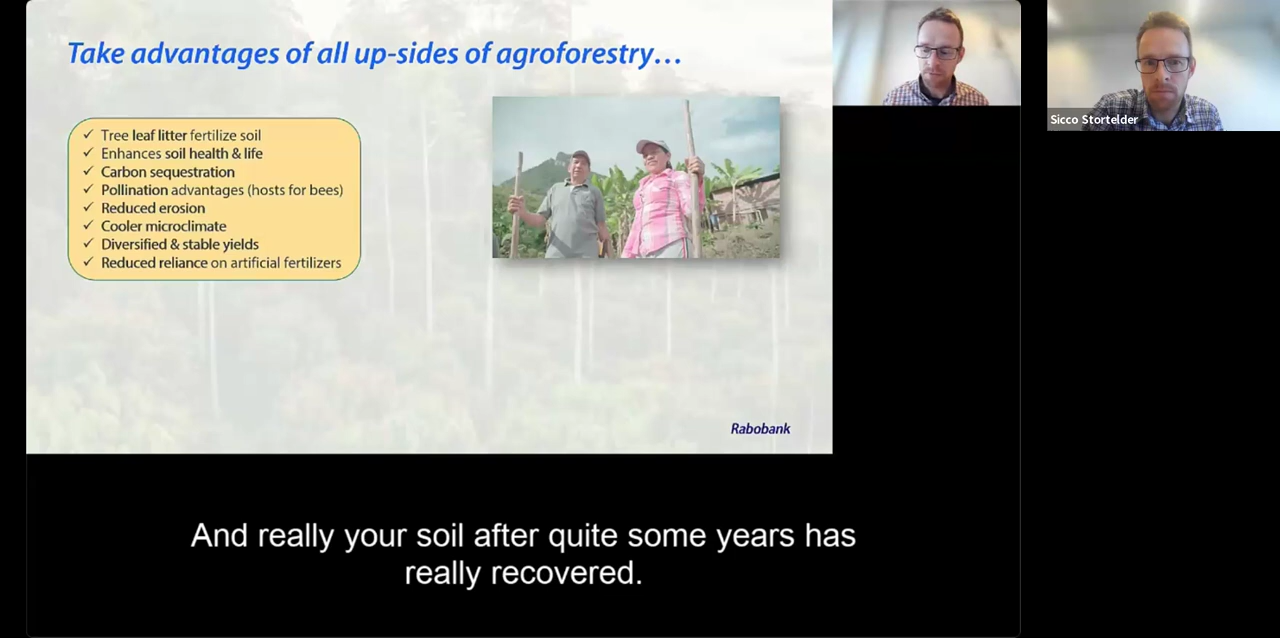 Take advantages of all up-sides of agroforestry…
✓ Tree leaf litter fertilize soil
✓ Enhances soil health & life
✓ Carbon sequestration
✓ Pollination advantages (hosts for bees)
✓ Reduced erosion
✓ Cooler microclimate
✓ Diversified & stable yields
✓ Reduced reliance on artificial fertilizers
Rabobank
Sicco Stortelder
And really your soil after quite some years has
really recovered.